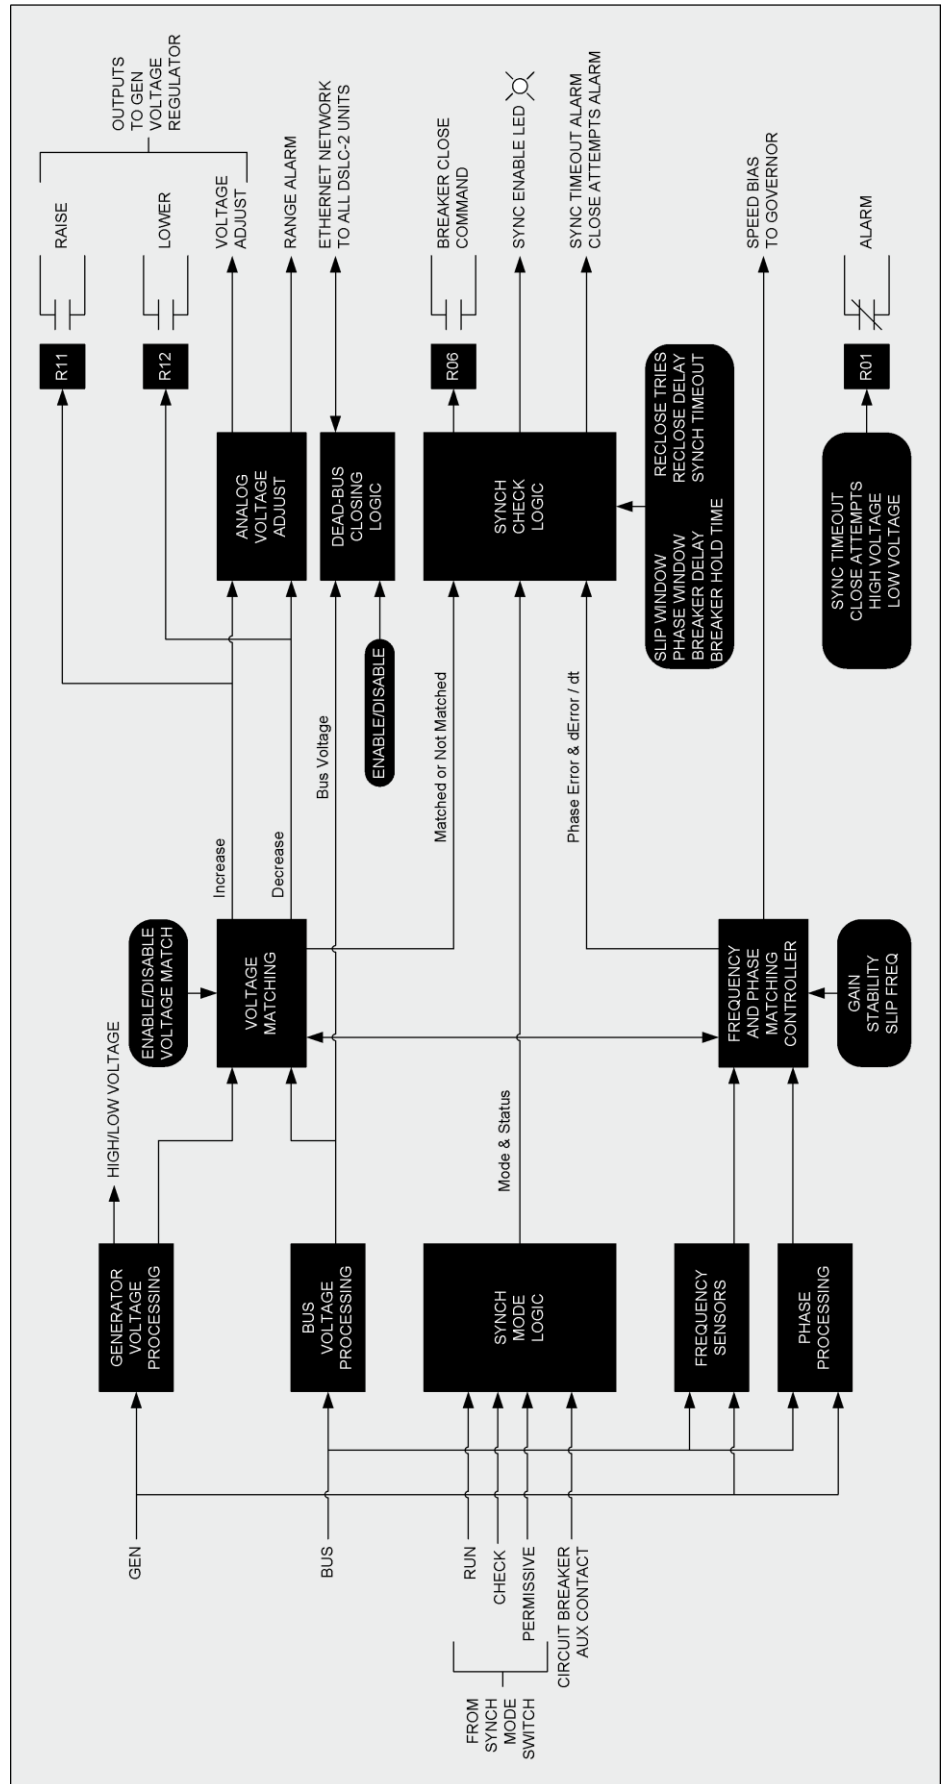 GEN
BUS
RUN
CHECK
PERMISSIVE
CIRCUIT BREAKER
AUX CONTACT
FROM
SYNCH
MODE
SWITCH
GENERATOR
VOLTAGE
PROCESSING
HIGH/LOW VOLTAGE
BUS
VOLTAGE
PROCESSING
SYNCH
MODE
LOGIC
FREQUENCY
SENSORS
PHASE
PROCESSING
ENABLE/DISABLE
VOLTAGE MATCH
VOLTAGE
MATCHING
Increase
Decrease
Bus Voltage
ENABLE/DISABLE
Matched or Not Matched
Mode & Status
Phase Error & dError / dt
FREQUENCY
AND PHASE
MATCHING
CONTROLLER
GAIN
STABILITY
SLIP FREQ
ANALOG
VOLTAGE
ADJUST
DEAD-BUS
CLOSING
LOGIC
SYNCH
CHECK
LOGIC
SLIP WINDOW
PHASE WINDOW
BREAKER DELAY
BREAKER HOLD TIME
RECLOSE TRIES
RECLOSE DELAY
SYNCH TIMEOUT
SYNC TIMEOUT
CLOSE ATTEMPTS
HIGH VOLTAGE
LOW VOLTAGE
R11
R12
R06
R01
RAISE
LOWER
VOLTAGE
ADJUST
OUTPUTS
TO GEN
VOLTAGE
REGULATOR
RANGE ALARM
ETHERNET NETWORK
TO ALL DSLC-2 UNITS
BREAKER CLOSE
COMMAND
SYNC ENABLE LED
SYNC TIMEOUT ALARM
CLOSE ATTEMPTS ALARM
SPEED BIAS
TO GOVERNOR
ALARM